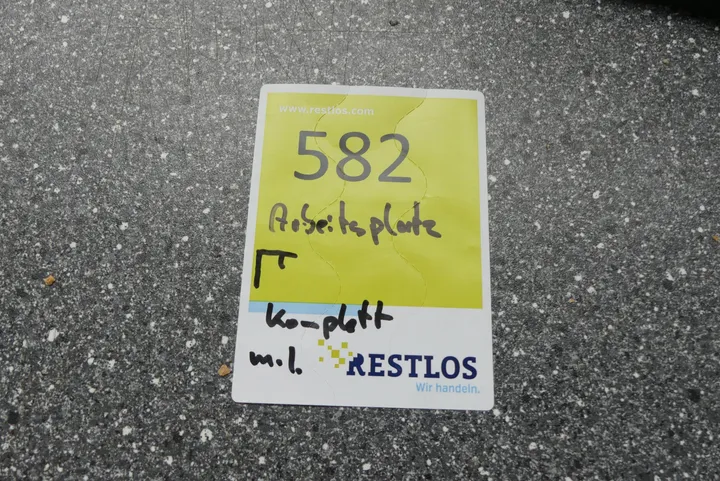 www.restlos.com
582
Arbeitsplatte
komplett
m.l.
RESTLOS
Wir handeln.